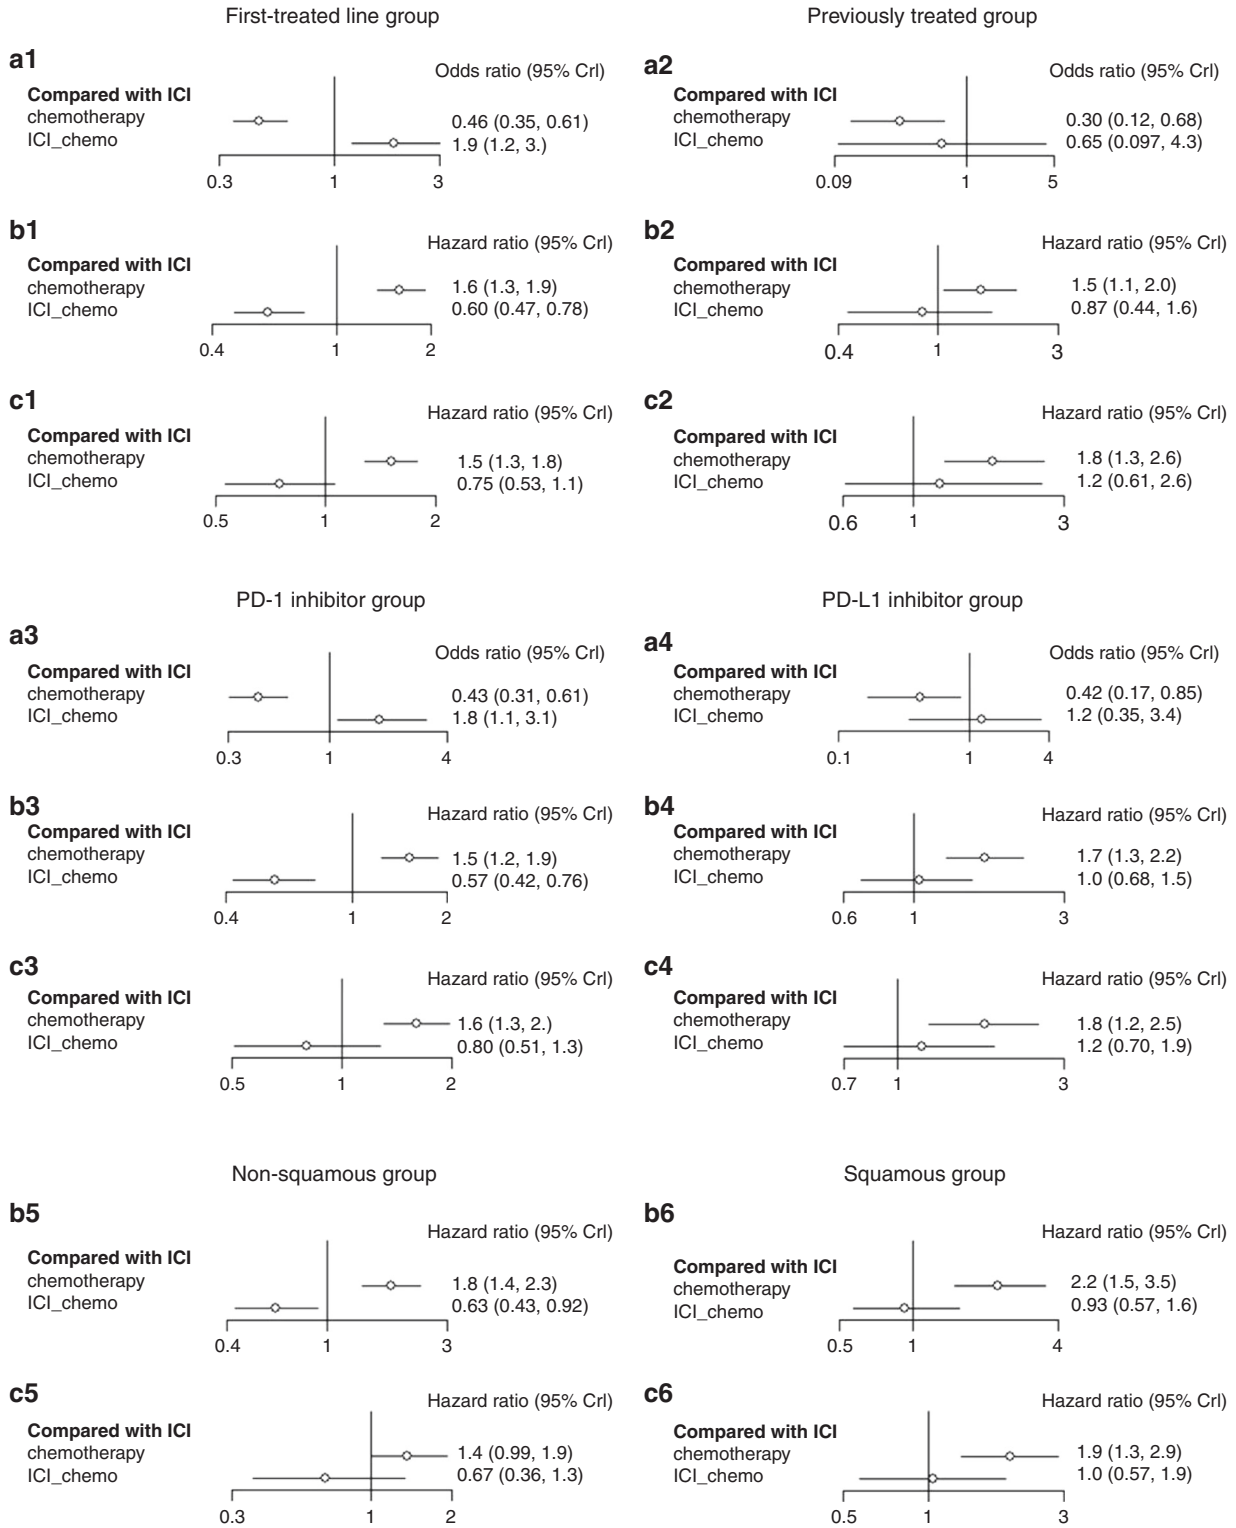 First-treated line group
Previously treated group
a1
Odds ratio (95% Crl)
Compared with ICI
chemotherapy 0.46 (0.35, 0.61)
ICI_chemo 1.9 (1.2, 3.)
0.3 1 3
a2
Odds ratio (95% Crl)
Compared with ICI
chemotherapy 0.30 (0.12, 0.68)
ICI_chemo 0.65 (0.097, 4.3)
0.09 1 5
b1
Hazard ratio (95% Crl)
Compared with ICI
chemotherapy 1.6 (1.3, 1.9)
ICI_chemo 0.60 (0.47, 0.78)
0.4 1 2
b2
Hazard ratio (95% Crl)
Compared with ICI
chemotherapy 1.5 (1.1, 2.0)
ICI_chemo 0.87 (0.44, 1.6)
0.4 1 3
c1
Hazard ratio (95% Crl)
Compared with ICI
chemotherapy 1.5 (1.3, 1.8)
ICI_chemo 0.75 (0.53, 1.1)
0.5 1 2
c2
Hazard ratio (95% Crl)
Compared with ICI
chemotherapy 1.8 (1.3, 2.6)
ICI_chemo 1.2 (0.61, 2.6)
0.6 1 3
PD-1 inhibitor group
PD-L1 inhibitor group
a3
Odds ratio (95% Crl)
Compared with ICI
chemotherapy 0.43 (0.31, 0.61)
ICI_chemo 1.8 (1.1, 3.1)
0.3 1 4
a4
Odds ratio (95% Crl)
Compared with ICI
chemotherapy 0.42 (0.17, 0.85)
ICI_chemo 1.2 (0.35, 3.4)
0.1 1 4
b3
Hazard ratio (95% Crl)
Compared with ICI
chemotherapy 1.5 (1.2, 1.9)
ICI_chemo 0.57 (0.42, 0.76)
0.4 1 2
b4
Hazard ratio (95% Crl)
Compared with ICI
chemotherapy 1.7 (1.3, 2.2)
ICI_chemo 1.0 (0.68, 1.5)
0.6 1 3
c3
Hazard ratio (95% Crl)
Compared with ICI
chemotherapy 1.6 (1.3, 2.)
ICI_chemo 0.80 (0.51, 1.3)
0.5 1 2
c4
Hazard ratio (95% Crl)
Compared with ICI
chemotherapy 1.8 (1.2, 2.5)
ICI_chemo 1.2 (0.70, 1.9)
0.7 1 3
Non-squamous group
Squamous group
b5
Hazard ratio (95% Crl)
Compared with ICI
chemotherapy 1.8 (1.4, 2.3)
ICI_chemo 0.63 (0.43, 0.92)
0.4 1 3
b6
Hazard ratio (95% Crl)
Compared with ICI
chemotherapy 2.2 (1.5, 3.5)
ICI_chemo 0.93 (0.57, 1.6)
0.5 1 4
c5
Hazard ratio (95% Crl)
Compared with ICI
chemotherapy 1.4 (0.99, 1.9)
ICI_chemo 0.67 (0.36, 1.3)
0.3 1 2
c6
Hazard ratio (95% Crl)
Compared with ICI
chemotherapy 1.9 (1.3, 2.9)
ICI_chemo 1.0 (0.57, 1.9)
0.5 1 3